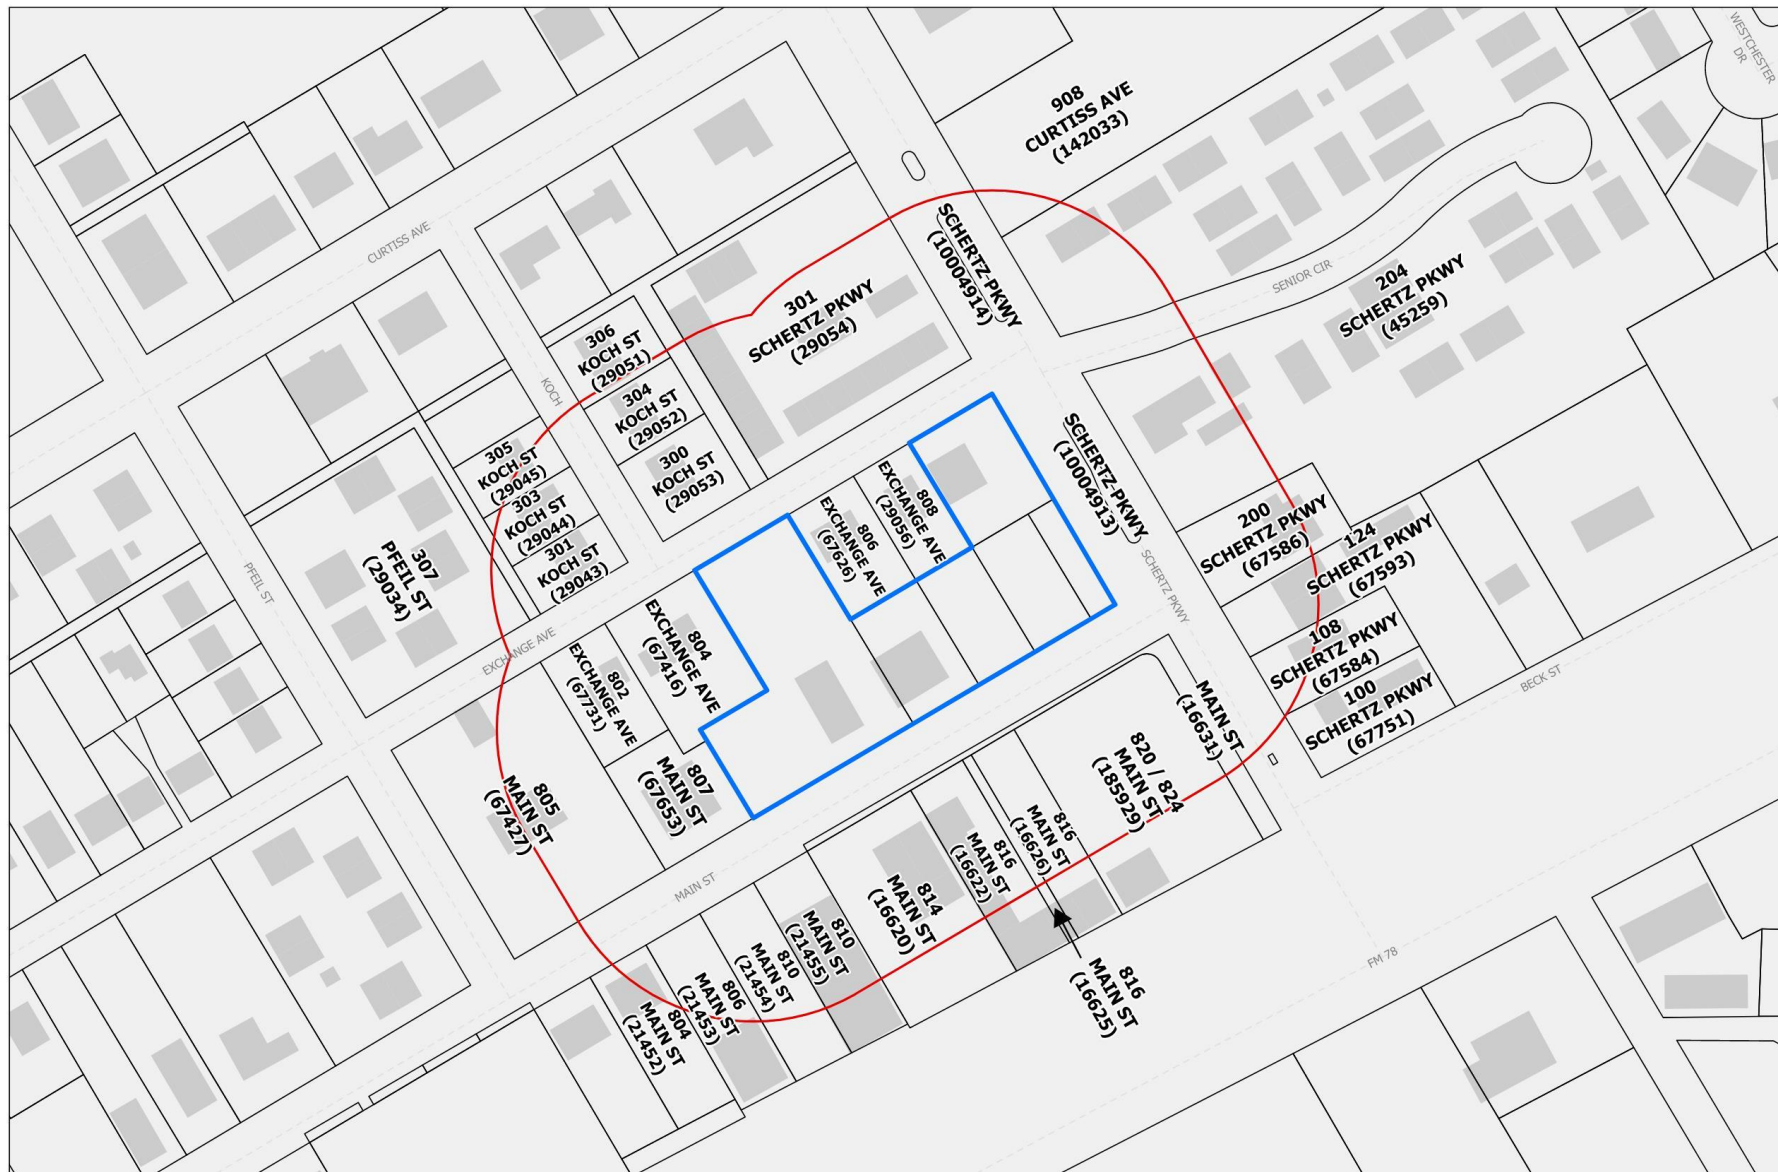 WESTCHESTER
DR
908
CURTISS AVE
(142033)
CURTISS AVE
SCHERTZ PKWY
(10004914)
SENIOR CIR
204
SCHERTZ PKWY
(45259)
301
SCHERTZ PKWY
(29054)
306
KOCH ST
(29051)
304
KOCH ST
(29052)
300
KOCH ST
(29053)
KOCH
305
KOCH ST
(29045)
303
KOCH ST
(29044)
301
KOCH ST
(29043)
307
PFEIL ST
(29034)
PFEIL ST
EXCHANGE AVE
808
EXCHANGE AVE
(29056)
806
EXCHANGE AVE
(67626)
804
EXCHANGE AVE
(67416)
802
EXCHANGE AVE
(67731)
SCHERTZ PKWY
(10004913)
SCHERTZ PKWY
200
SCHERTZ PKWY
(67586)
124
SCHERTZ PKWY
(67593)
108
SCHERTZ PKWY
(67584)
100
SCHERTZ PKWY
(67751)
BECK ST
MAIN ST
(16631)
805
MAIN ST
(67427)
807
MAIN ST
(67653)
MAIN ST
820 / 824
MAIN ST
(185929)
816
MAIN ST
(16626)
816
MAIN ST
(16622)
814
MAIN ST
(16620)
810
MAIN ST
(21455)
810
MAIN ST
(21454)
806
MAIN ST
(21453)
804
MAIN ST
(21452)
816
MAIN ST
(16625)
FM 78